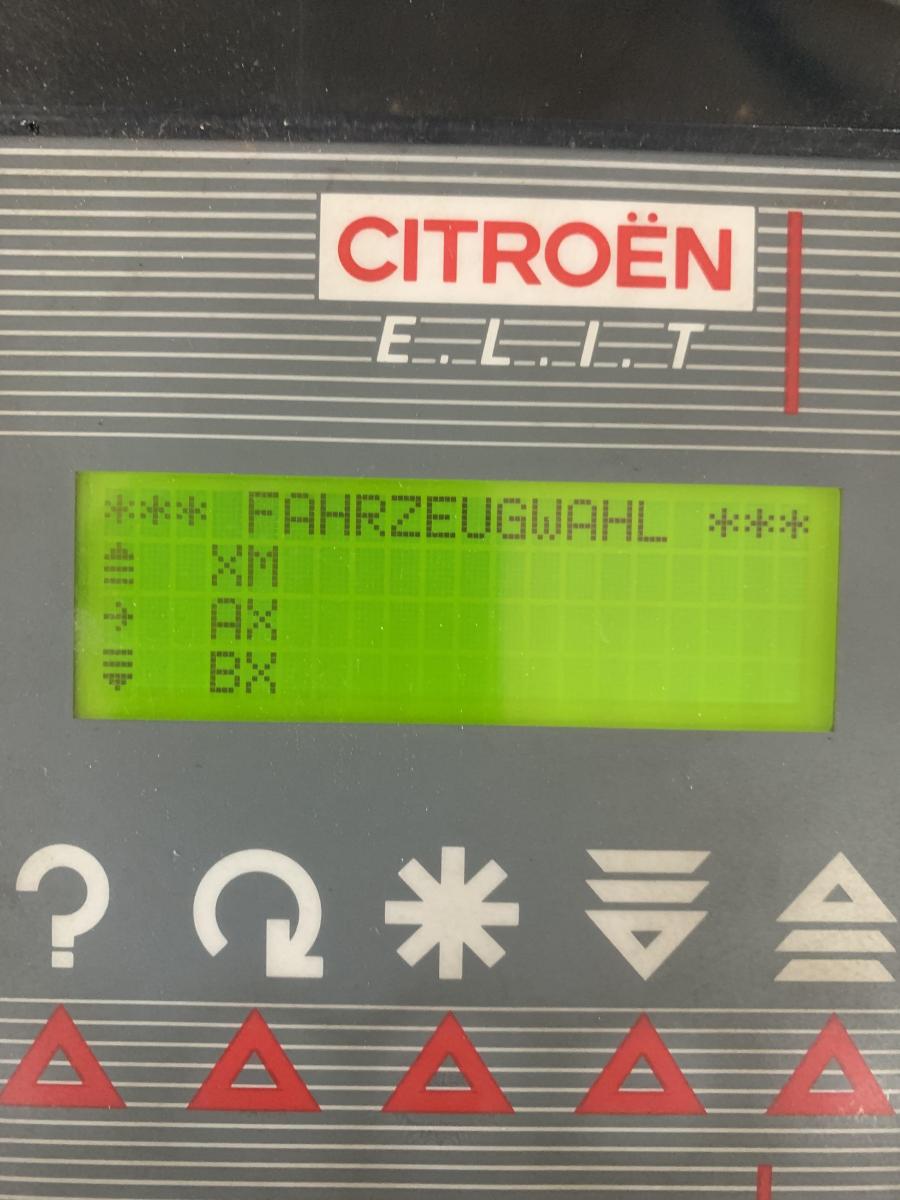 CITROËN
E.L.I.T
*** FAHRZEUGWAHL ***
XM
→ AX
BX
?